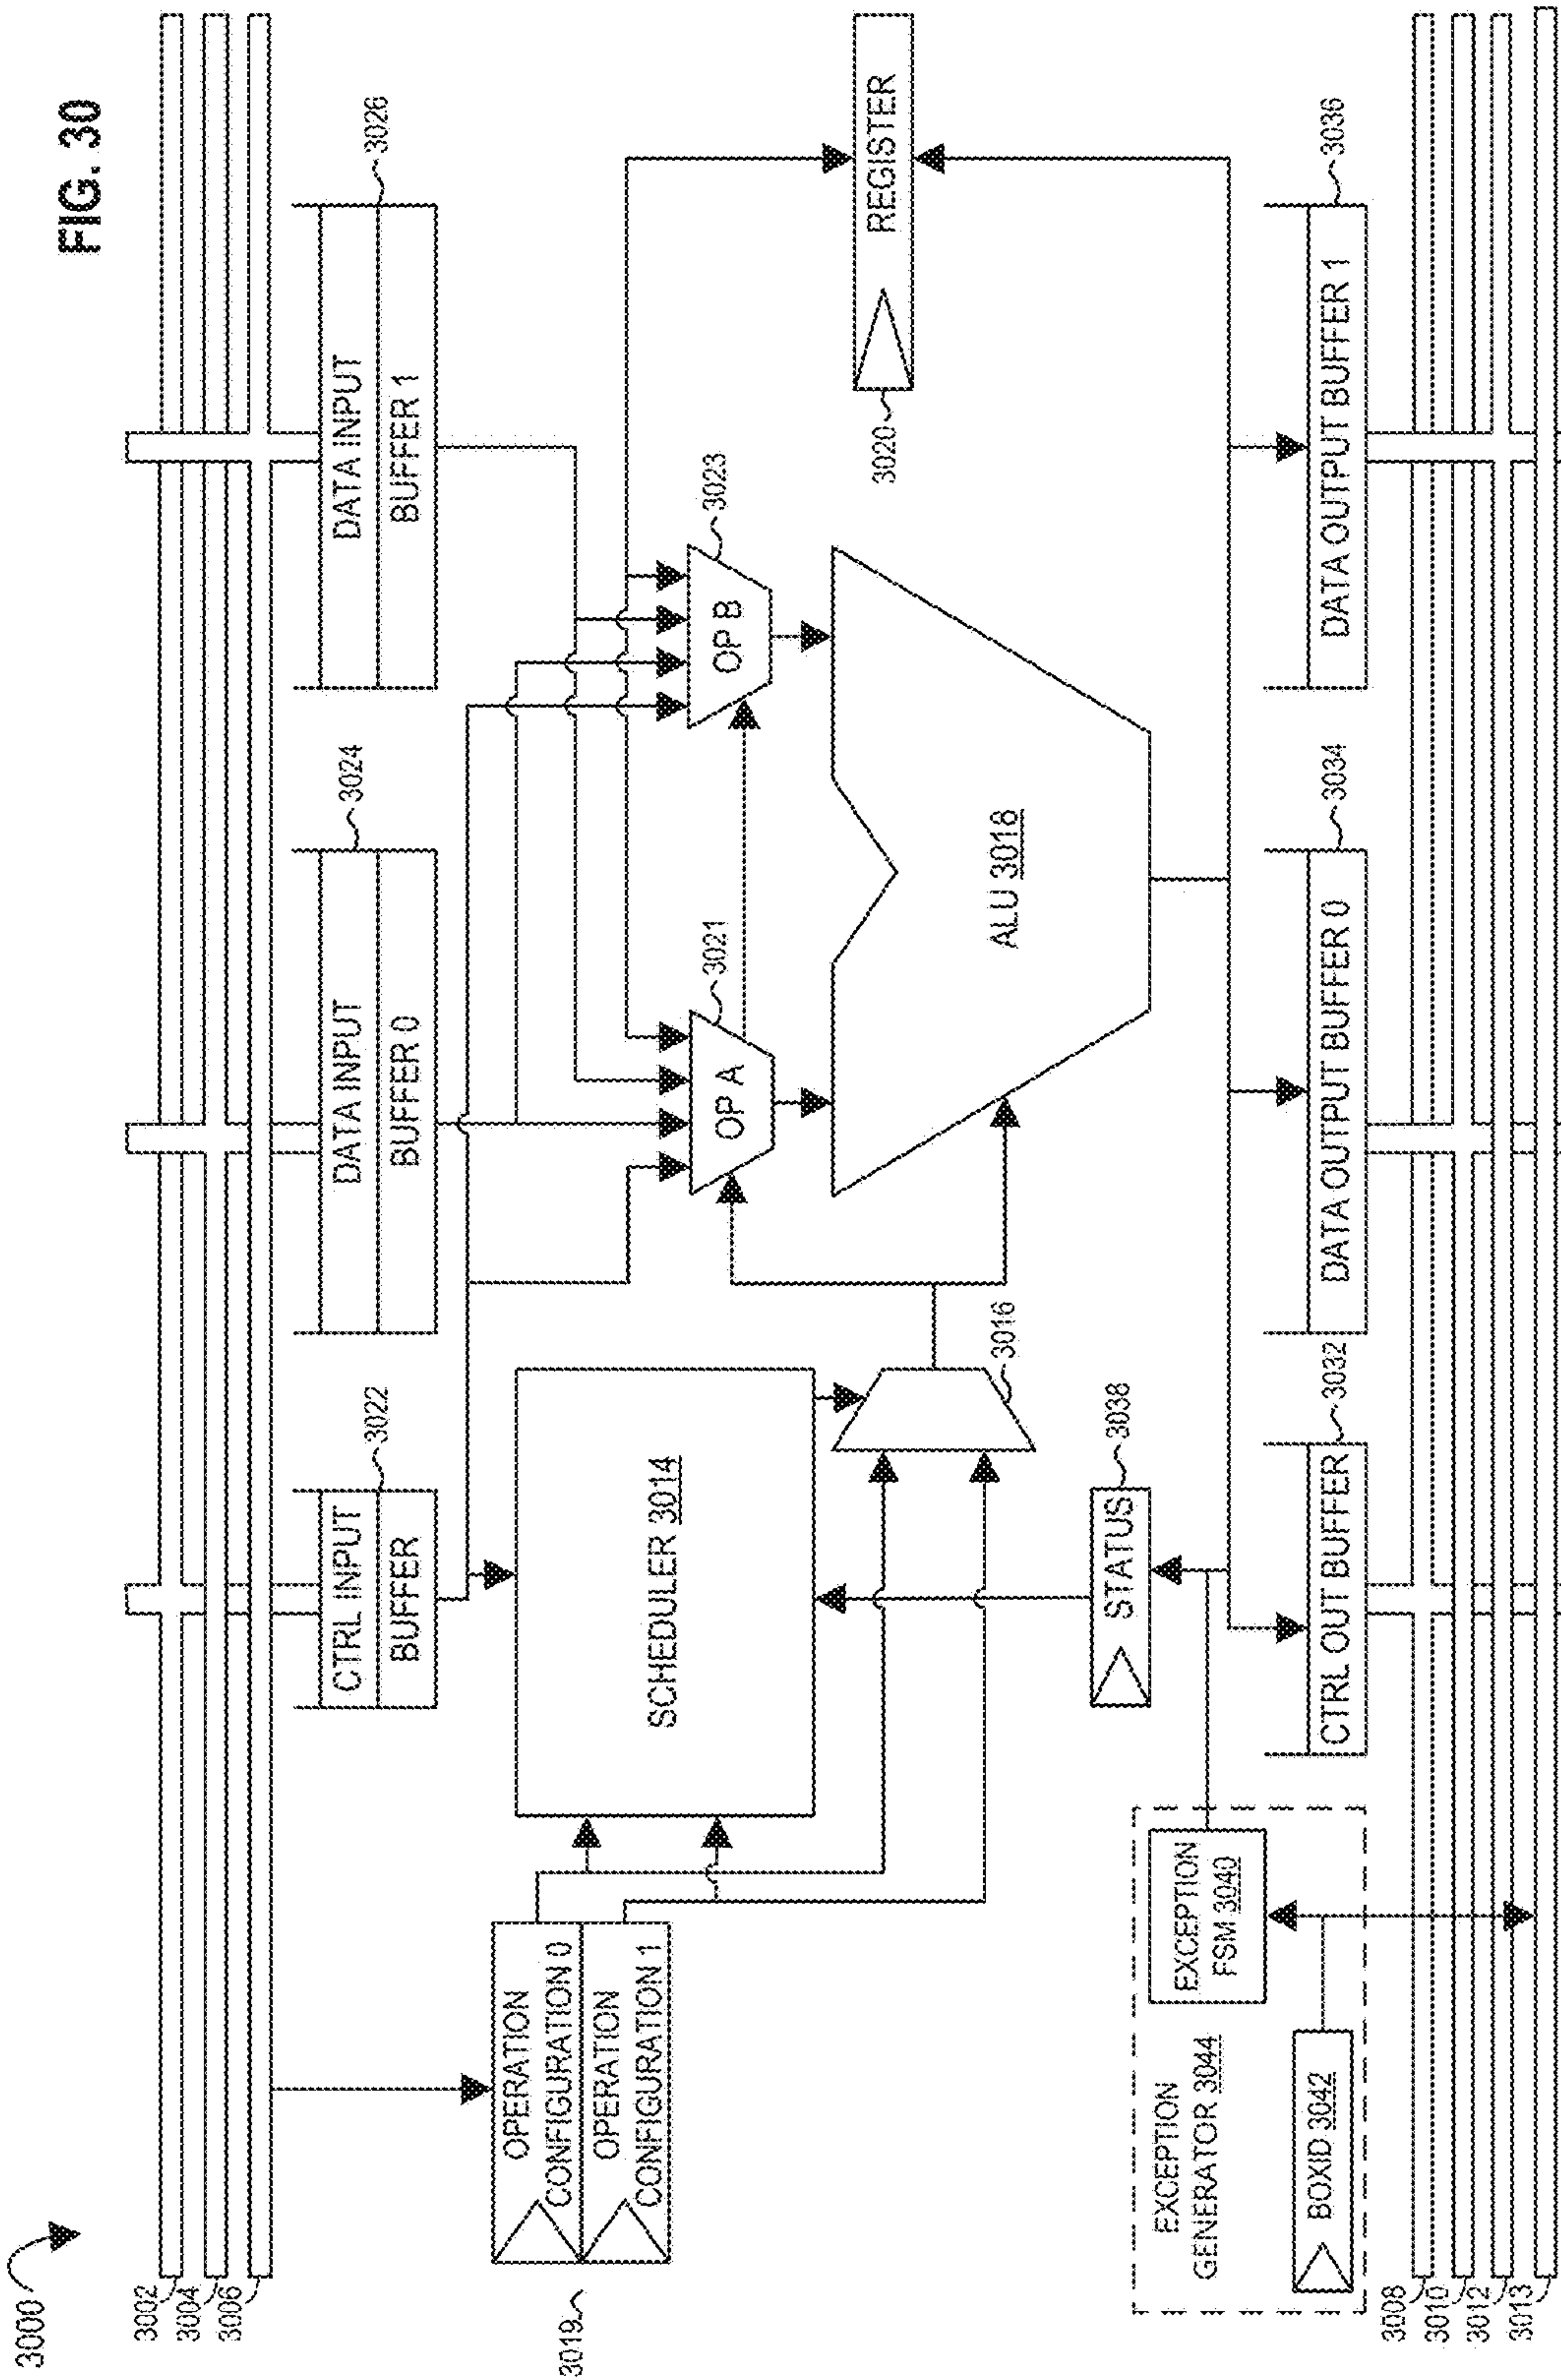 FIG. 30
3000
3002
3004
3006
CTRL INPUT
BUFFER
3022
DATA INPUT
BUFFER 0
3024
DATA INPUT
BUFFER 1
3026
OPERATION
CONFIGURATION 0
OPERATION
CONFIGURATION 1
3019
SCHEDULER 3014
3016
OP A
3021
OP B
3023
ALU 3018
REGISTER
3020
STATUS
3038
EXCEPTION
GENERATOR 3044
EXCEPTION
FSM 3040
BOXID 3042
CTRL OUT BUFFER
3032
DATA OUTPUT BUFFER 0
3034
DATA OUTPUT BUFFER 1
3036
3008
3010
3012
3013